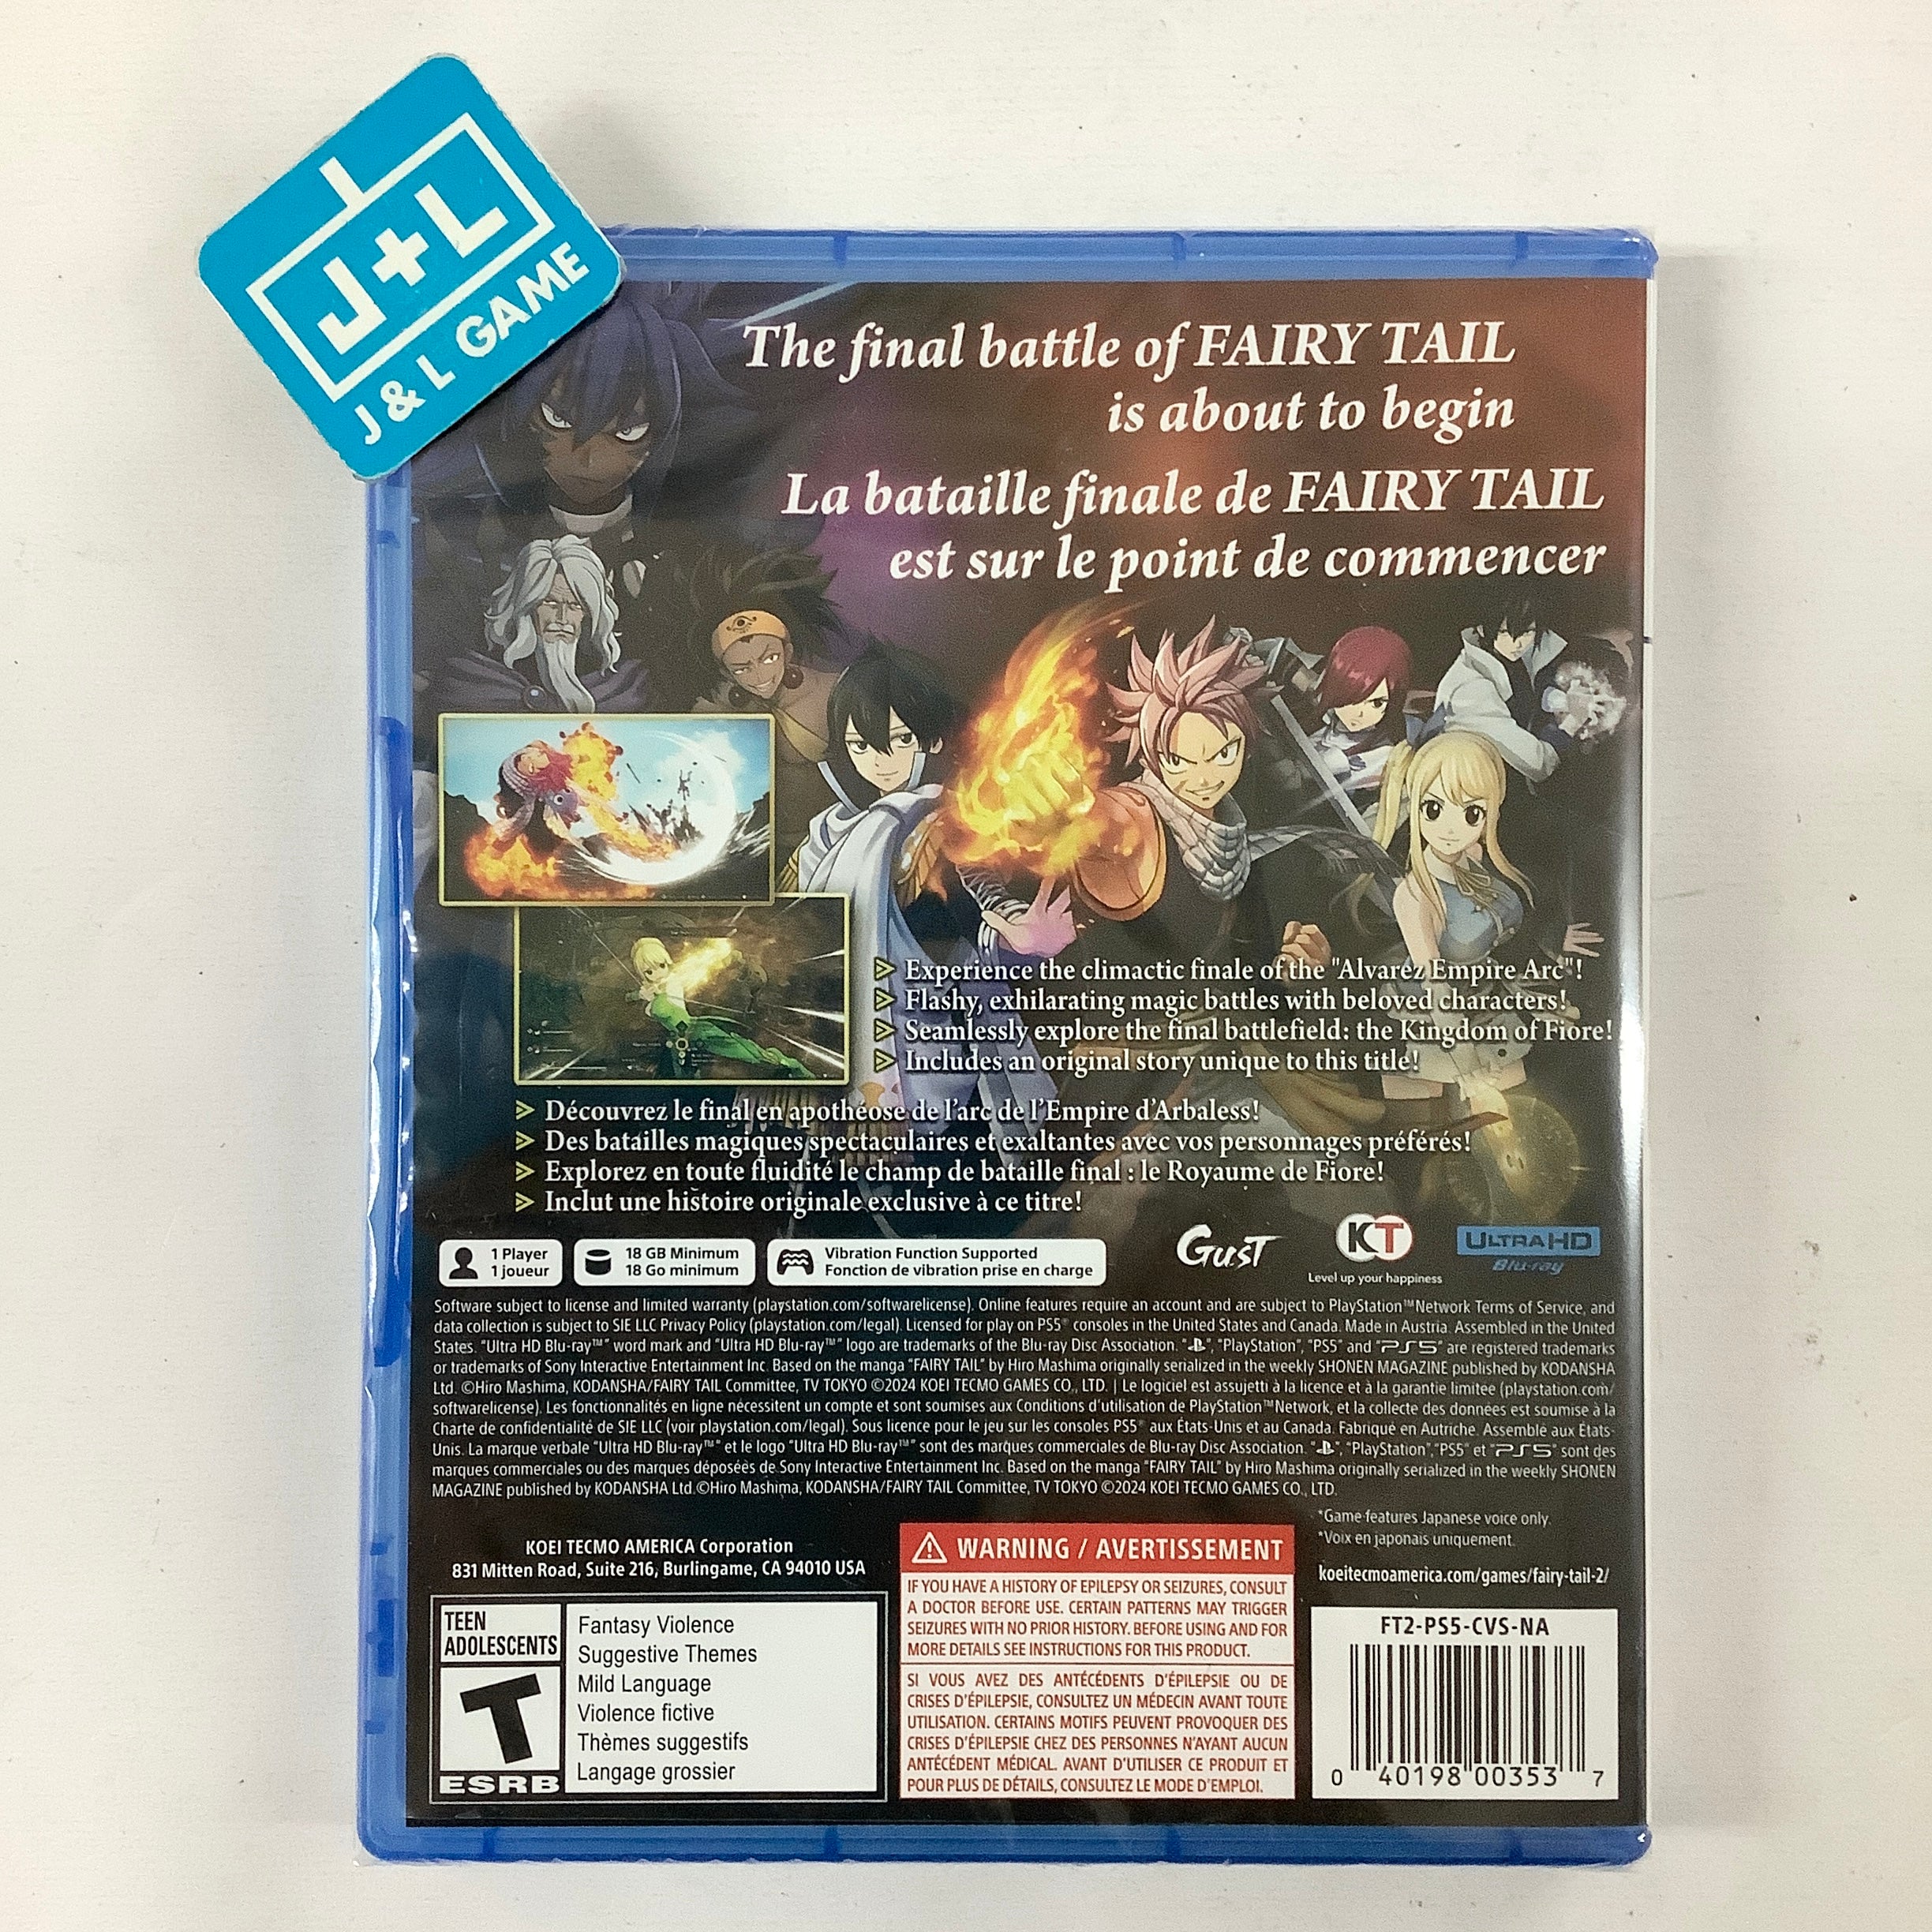 J+L
J & L GAME
The final battle of FAIRY TAIL
is about to begin
La bataille finale de FAIRY TAIL
est sur le point de commencer
Experience the climactic finale of the "Alvarez Empire Arc"!
Flashy, exhilarating magic battles with beloved characters!
Seamlessly explore the final battlefield: the Kingdom of Fiore!
Includes an original story unique to this title!
Découvrez le final en apothéose de l'arc de l'Empire d'Arbaless!
Des batailles magiques spectaculaires et exaltantes avec vos personnages préférés!
Explorez en toute fluidité le champ de bataille final : le Royaume de Fiore!
Inclut une histoire originale exclusive à ce titre!
1 Player
1 joueur
18 GB Minimum
18 Go minimum
Vibration Function Supported
Fonction de vibration prise en charge
GUST
KT
Level up your happiness
ULTRA HD
Blu-ray
Software subject to license and limited warranty (playstation.com/softwarelicense). Online features require an account and are subject to PlayStation™Network Terms of Service, and
data collection is subject to SIE LLC Privacy Policy (playstation.com/legal). Licensed for play on PS5® consoles in the United States and Canada. Made in Austria. Assembled in the United
States. "Ultra HD Blu-ray™" word mark and "Ultra HD Blu-ray™" logo are trademarks of the Blu-ray Disc Association. "", "PlayStation", "PS5" and "PS5" are registered trademarks
or trademarks of Sony Interactive Entertainment Inc. Based on the manga "FAIRY TAIL" by Hiro Mashima originally serialized in the weekly SHONEN MAGAZINE published by KODANSHA
Ltd. ©Hiro Mashima, KODANSHA/FAIRY TAIL Committee, TV TOKYO ©2024 KOEI TECMO GAMES CO., LTD. | Le logiciel est assujetti à la licence et à la garantie limitée (playstation.com/
softwarelicense). Les fonctionnalités en ligne nécessitent un compte et sont soumises aux Conditions d'utilisation de PlayStation™Network, et la collecte des données est soumise à la
Charte de confidentialité de SIE LLC (voir playstation.com/legal). Sous licence pour le jeu sur les consoles PS5® aux États-Unis et au Canada. Fabriqué en Autriche. Assemblé aux États-
Unis. La marque verbale "Ultra HD Blu-ray™" et le logo "Ultra HD Blu-ray™" sont des marques commerciales de Blu-ray Disc Association. "", "PlayStation", "PS5" et "PS5" sont des
marques commerciales ou des marques déposées de Sony Interactive Entertainment Inc. Based on the manga "FAIRY TAIL" by Hiro Mashima originally serialized in the weekly SHONEN
MAGAZINE published by KODANSHA Ltd.©Hiro Mashima, KODANSHA/FAIRY TAIL Committee, TV TOKYO ©2024 KOEI TECMO GAMES CO., LTD.
*Game features Japanese voice only.
*Voix en japonais uniquement.
koeitecmoamerica.com/games/fairy-tail-2/
KOEI TECMO AMERICA Corporation
831 Mitten Road, Suite 216, Burlingame, CA 94010 USA
TEEN
ADOLESCENTS
T
ESRB
Fantasy Violence
Suggestive Themes
Mild Language
Violence fictive
Thèmes suggestifs
Langage grossier
WARNING / AVERTISSEMENT
IF YOU HAVE A HISTORY OF EPILEPSY OR SEIZURES, CONSULT
A DOCTOR BEFORE USE. CERTAIN PATTERNS MAY TRIGGER
SEIZURES WITH NO PRIOR HISTORY. BEFORE USING AND FOR
MORE DETAILS SEE INSTRUCTIONS FOR THIS PRODUCT.
SI VOUS AVEZ DES ANTÉCÉDENTS D'ÉPILEPSIE OU DE
CRISES D'ÉPILEPSIE, CONSULTEZ UN MÉDECIN AVANT TOUTE
UTILISATION. CERTAINS MOTIFS PEUVENT PROVOQUER DES
CRISES D'ÉPILEPSIE CHEZ DES PERSONNES N'AYANT AUCUN
ANTÉCÉDENT MÉDICAL. AVANT D'UTILISER CE PRODUIT ET
POUR PLUS DE DÉTAILS, CONSULTEZ LE MODE D'EMPLOI.
FT2-PS5-CVS-NA
0 40198 00353 7